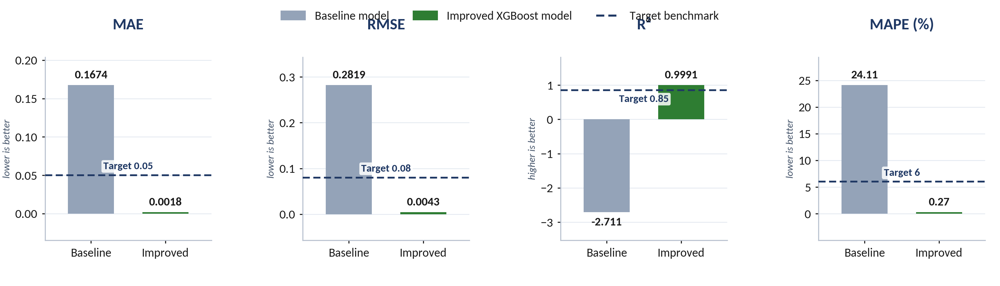 Baseline model
Improved XGBoost model
Target benchmark
MAE
lower is better
0.20
0.15
0.10
0.05
0.00
0.1674
Target 0.05
0.0018
Baseline
Improved
RMSE
lower is better
0.3
0.2
0.1
0.0
0.2819
Target 0.08
0.0043
Baseline
Improved
R²
higher is better
1
0
−1
−2
−3
0.9991
Target 0.85
-2.711
Baseline
Improved
MAPE (%)
lower is better
25
20
15
10
5
0
24.11
Target 6
0.27
Baseline
Improved